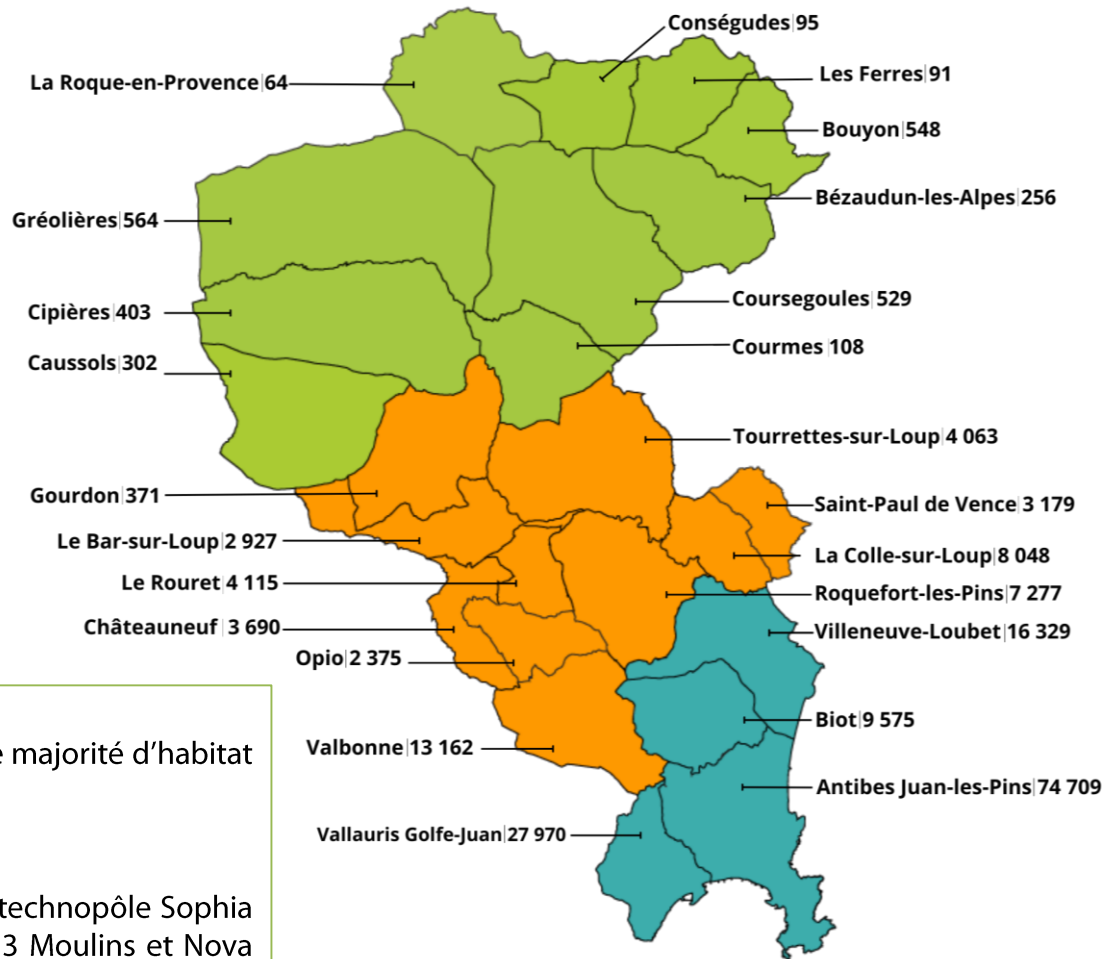 Conségudes|95
La Roque-en-Provence|64
Les Ferres|91
Bouyon|548
Bézaudun-les-Alpes|256
Gréolières|564
Coursegoules|529
Cipières|403
Courmes|108
Caussols|302
Tourrettes-sur-Loup|4 063
Gourdon|371
Saint-Paul de Vence|3 179
Le Bar-sur-Loup|2 927
La Colle-sur-Loup|8 048
Le Rouret|4 115
Roquefort-les-Pins|7 277
Châteauneuf|3 690
Villeneuve-Loubet|16 329
Opio|2 375
Biot|9 575
Valbonne|13 162
Antibes Juan-les-Pins|74 709
Vallauris Golfe-Juan|27 970
e majorité d'habitat
technopôle Sophia
3 Moulins et Nova